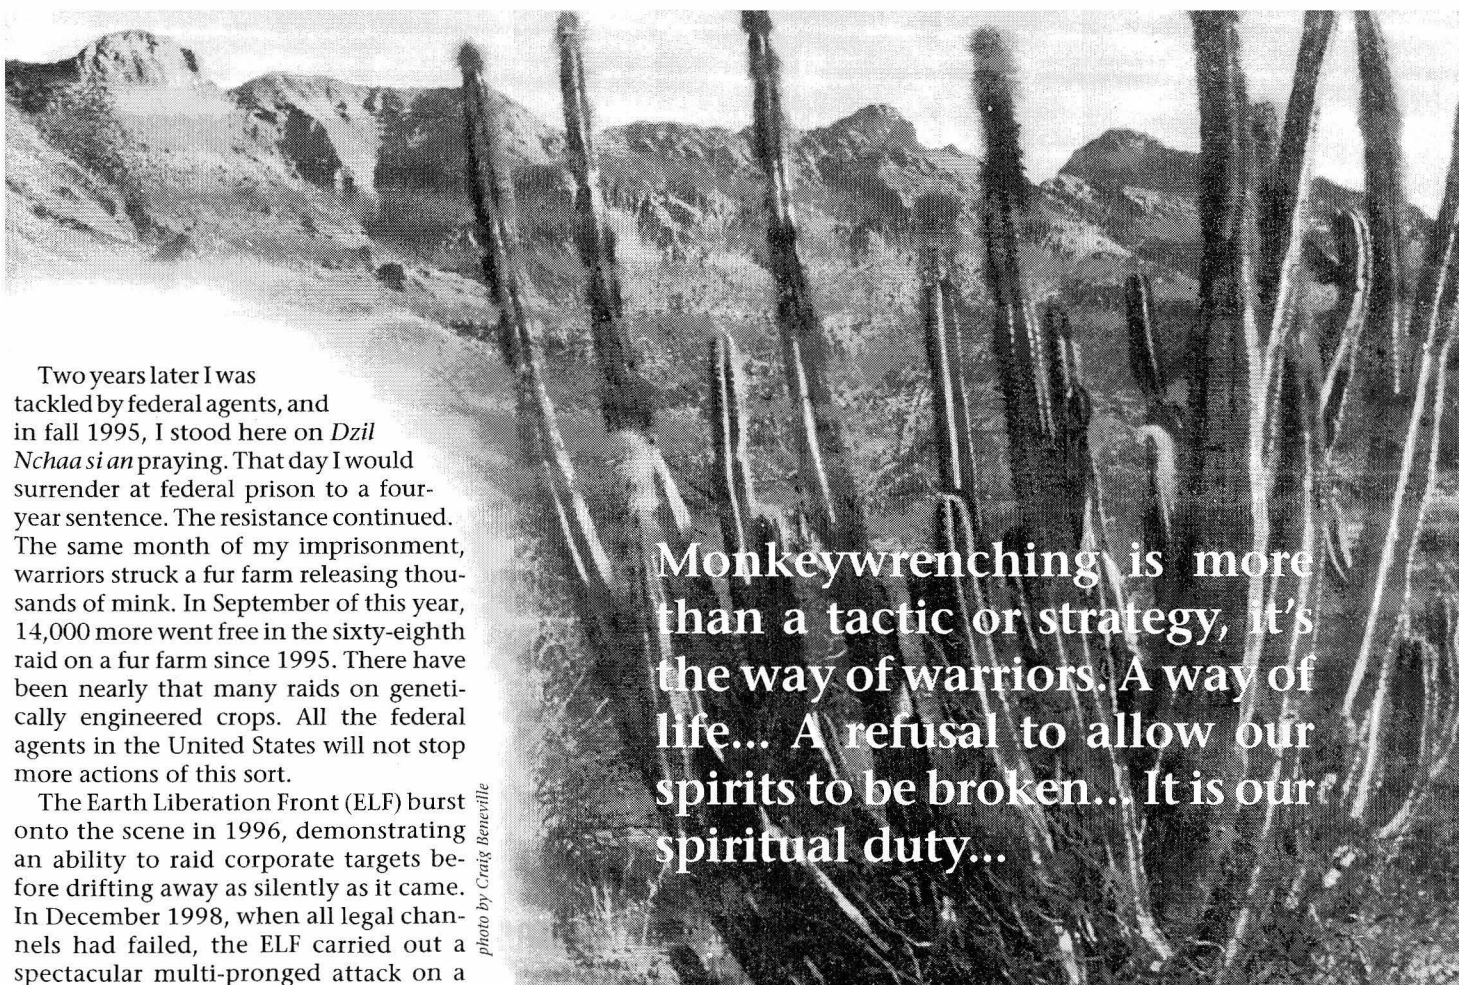 Two years later I was
tackled by federal agents, and
in fall 1995, I stood here on Dzil
Nchaa si an praying. That day I would
surrender at federal prison to a four-
year sentence. The resistance continued.
The same month of my imprisonment,
warriors struck a fur farm releasing thou-
sands of mink. In September of this year,
14,000 more went free in the sixty-eighth
raid on a fur farm since 1995. There have
been nearly that many raids on geneti-
cally engineered crops. All the federal
agents in the United States will not stop
more actions of this sort.
The Earth Liberation Front (ELF) burst
onto the scene in 1996, demonstrating
an ability to raid corporate targets be-
fore drifting away as silently as it came.
In December 1998, when all legal chan-
nels had failed, the ELF carried out a
spectacular multi-pronged attack on a
photo by Craig Beneville
Monkeywrenching is more
than a tactic or strategy, it's
the way of warriors. A way of
life... A refusal to allow our
spirits to be broken... It is our
spiritual duty...